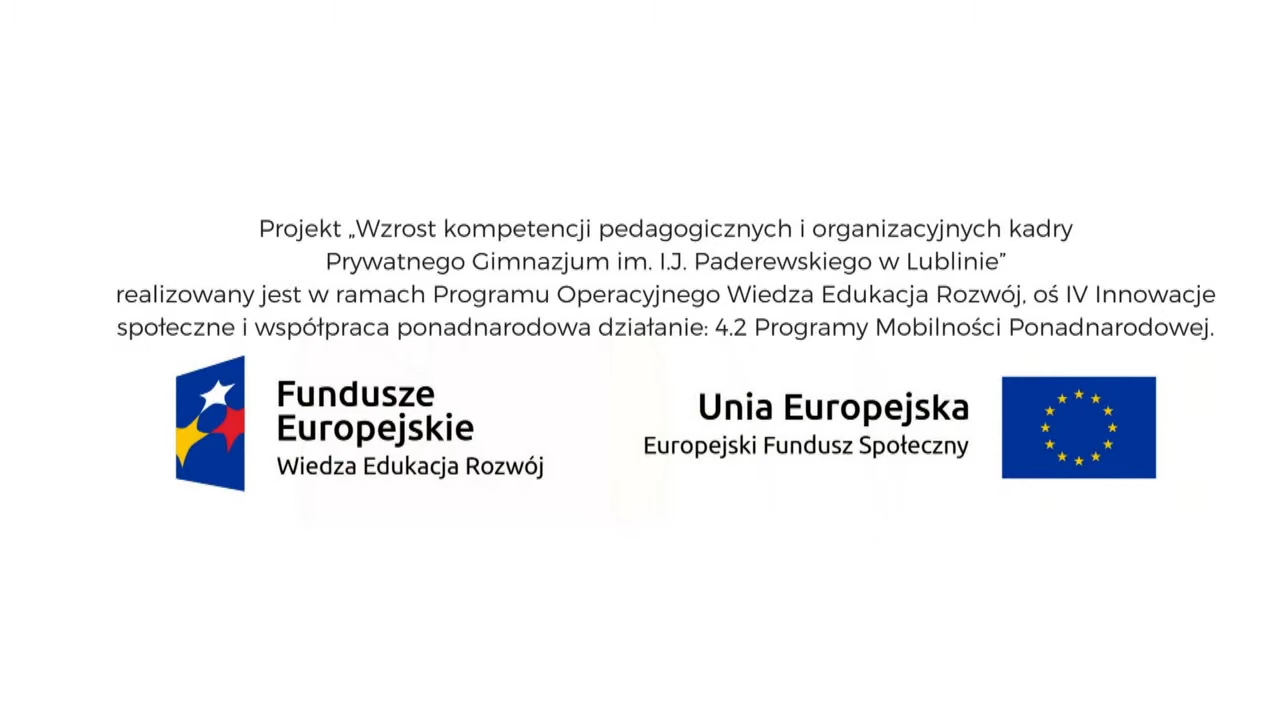 Projekt „Wzrost kompetencji pedagogicznych i organizacyjnych kadry
Prywatnego Gimnazjum im. I.J. Paderewskiego w Lublinie”
realizowany jest w ramach Programu Operacyjnego Wiedza Edukacja Rozwój, oś IV Innowacje
społeczne i współpraca ponadnarodowa działanie: 4.2 Programy Mobilności Ponadnarodowej.
Fundusze
Europejskie
Wiedza Edukacja Rozwój
Unia Europejska
Europejski Fundusz Społeczny